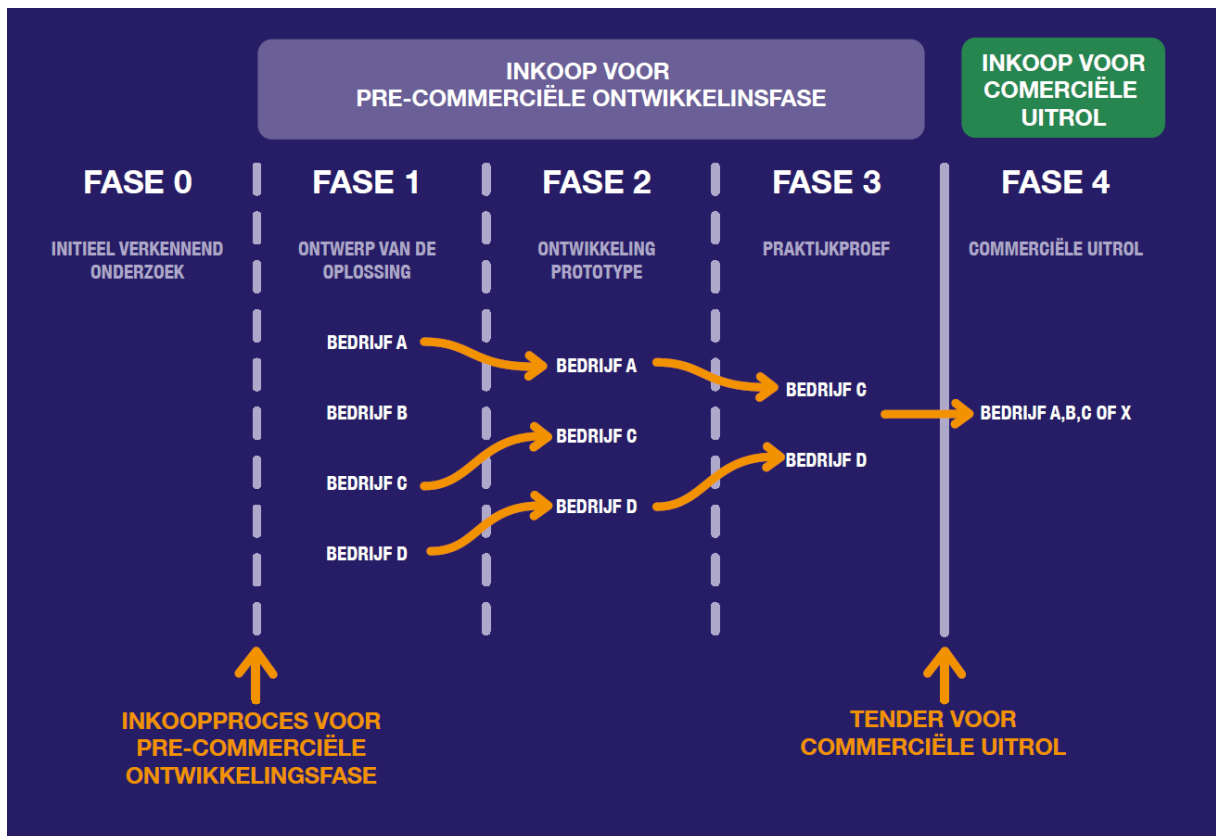 INKOOP VOOR
PRE-COMMERCIËLE ONTWIKKELINSFASE
INKOOP VOOR
COMERCIËLE
UITROL
FASE 0
FASE 1
FASE 2
FASE 3
FASE 4
INITIEEL VERKENNEND
ONDERZOEK
ONTWERP VAN DE
OPLOSSING
ONTWIKKELING
PROTOTYPE
PRAKTIJKPROEF
COMMERCIËLE UITROL
BEDRIJF A
BEDRIJF B
BEDRIJF C
BEDRIJF D
BEDRIJF A
BEDRIJF C
BEDRIJF D
BEDRIJF C
BEDRIJF D
BEDRIJF A,B,C OF X
INKOOPPROCES VOOR
PRE-COMMERCIËLE
ONTWIKKELINGSFASE
TENDER VOOR
COMMERCIËLE UITROL